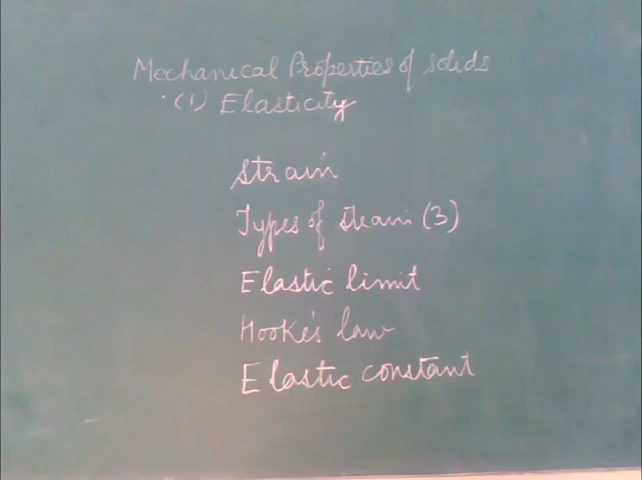 Mechanical Properties of solids
(1) Elasticity
Strain
Types of strain (3)
Elastic limit
Hooke's law
Elastic constant